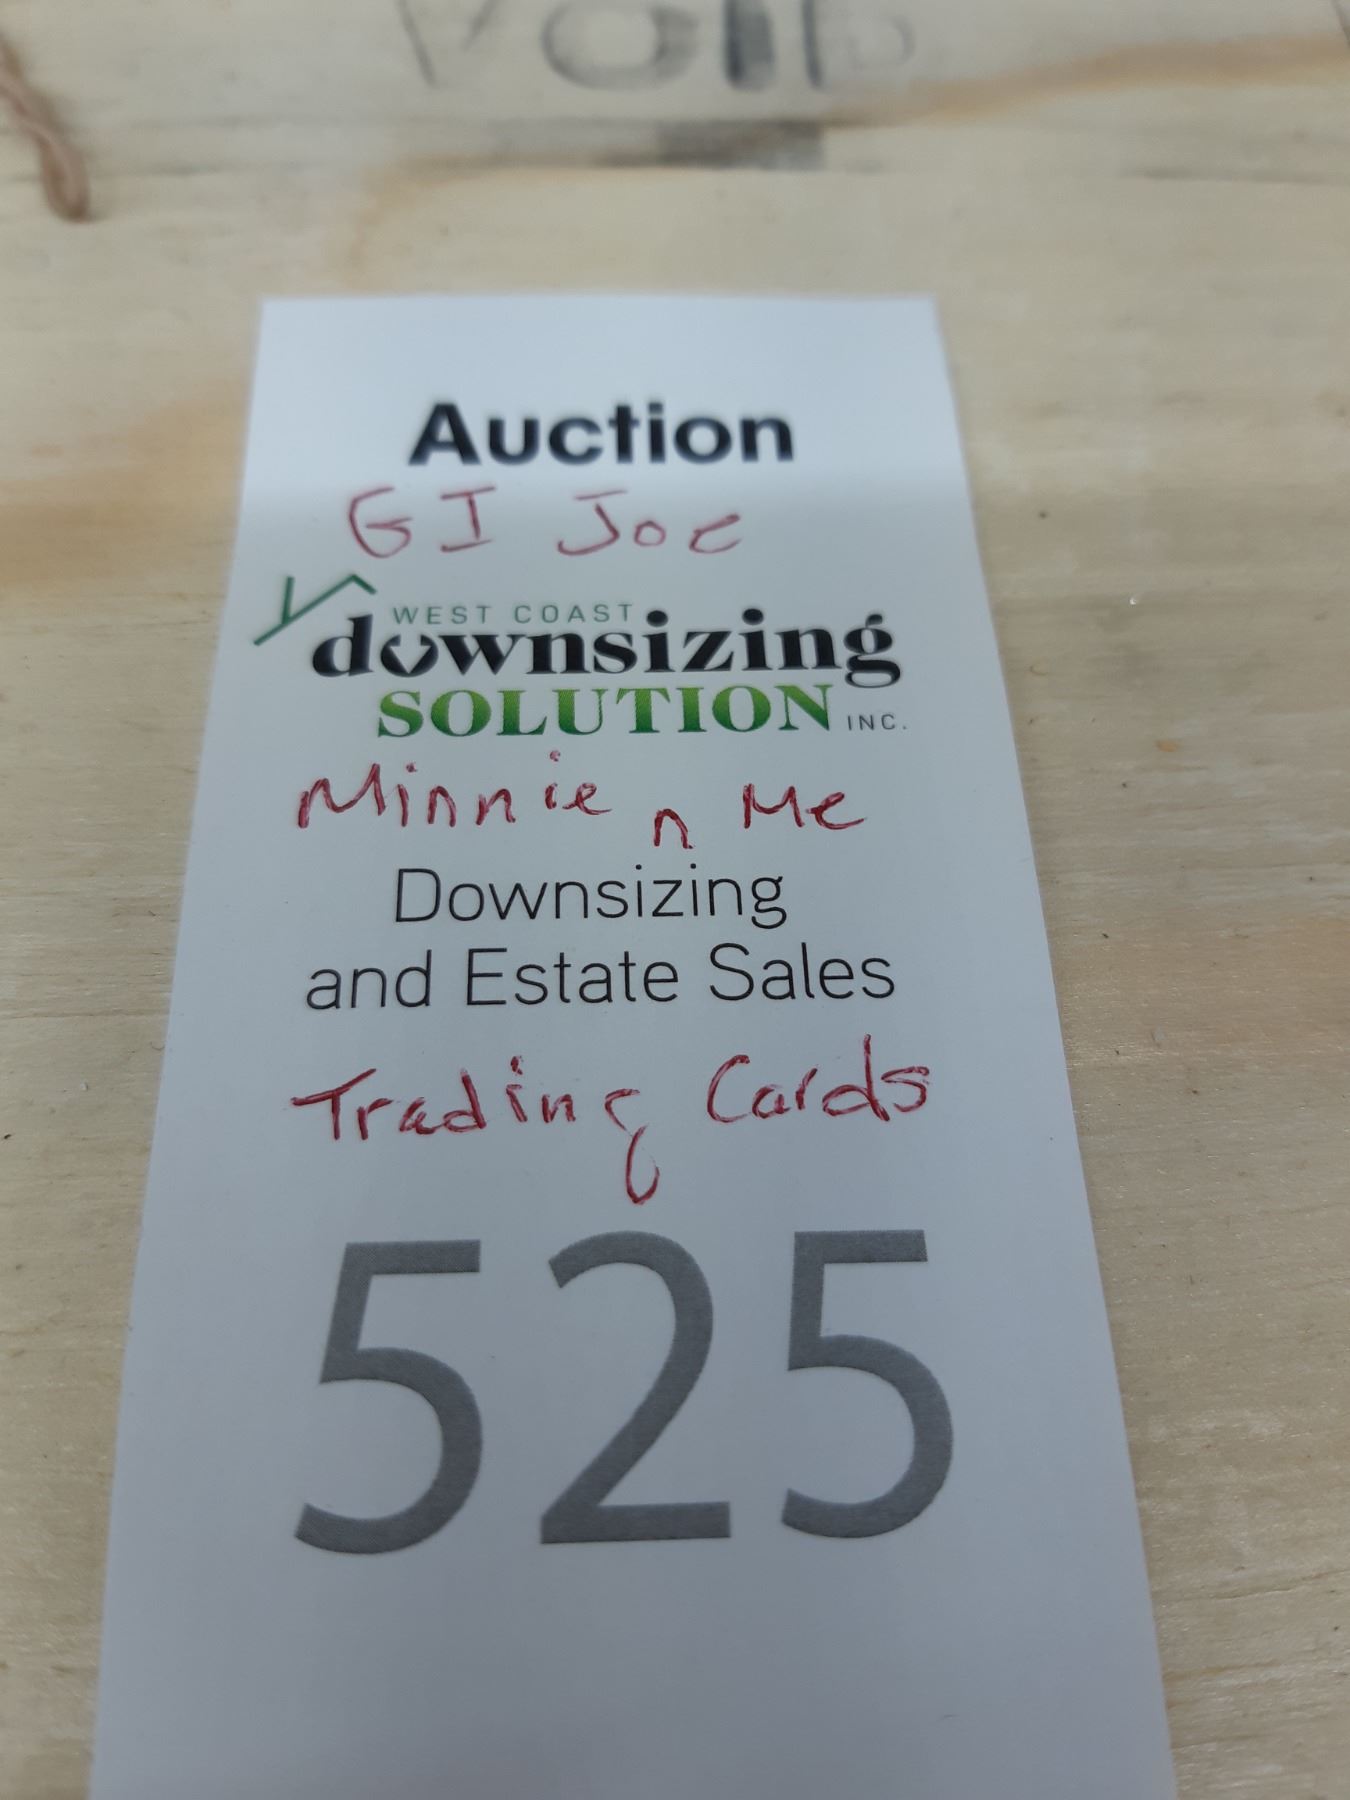 Auction
GI Joe
WEST COAST
downsizing
SOLUTION INC.
Minnie n Me
Downsizing
and Estate Sales
Trading Cards
525